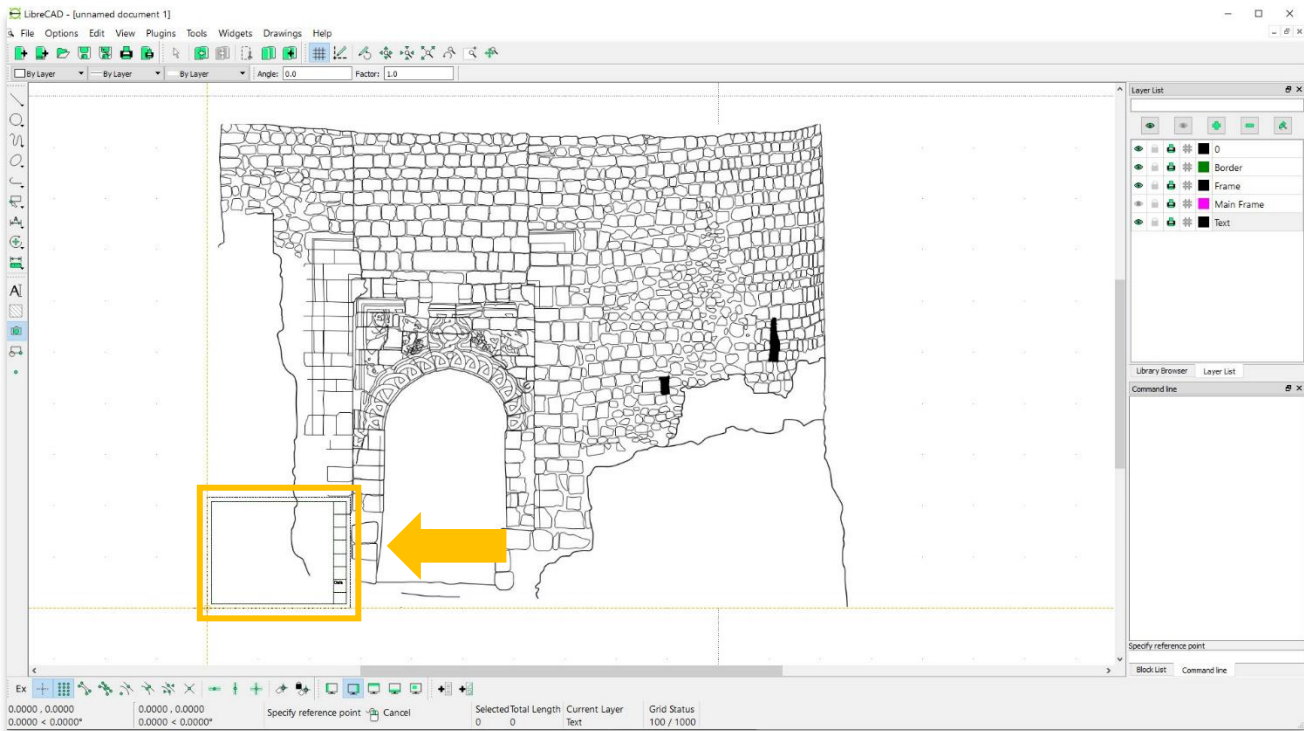 LibreCAD - [unnamed document 1]
File Options Edit View Plugins Tools Widgets Drawings Help
By Layer By Layer By Layer Angle: 0.0 Factor: 1.0
Layer List
0
Border
Frame
Main Frame
Text
Library Browser Layer List
Command line
Specify reference point
Block List Command line
Ex
0.0000 , 0.0000 0.0000 , 0.0000 Specify reference point Cancel Selected Total Length Current Layer Grid Status
0.0000 < 0.0000° 0.0000 < 0.0000° 0 0 Text 100 / 1000